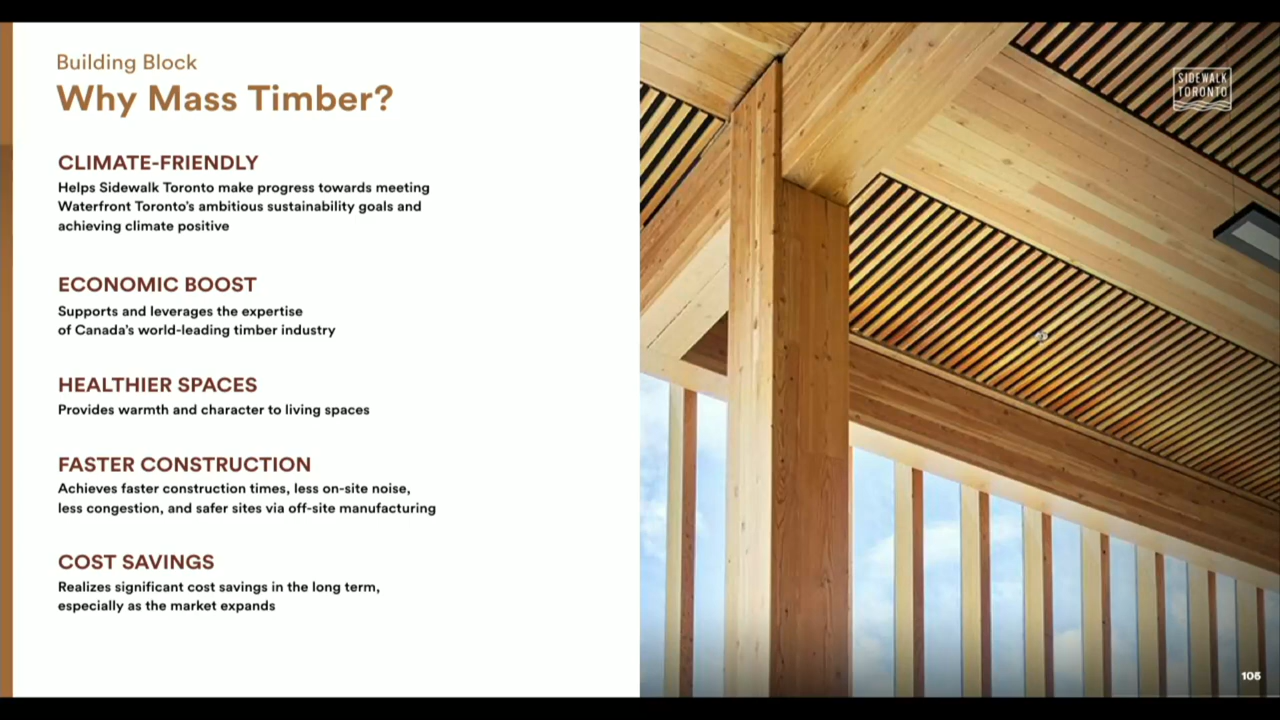 Building Block
Why Mass Timber?
CLIMATE-FRIENDLY
Helps Sidewalk Toronto make progress towards meeting
Waterfront Toronto's ambitious sustainability goals and
achieving climate positive
ECONOMIC BOOST
Supports and leverages the expertise
of Canada's world-leading timber industry
HEALTHIER SPACES
Provides warmth and character to living spaces
FASTER CONSTRUCTION
Achieves faster construction times, less on-site noise,
less congestion, and safer sites via off-site manufacturing
COST SAVINGS
Realizes significant cost savings in the long term,
especially as the market expands
SIDEWALK
TORONTO
106